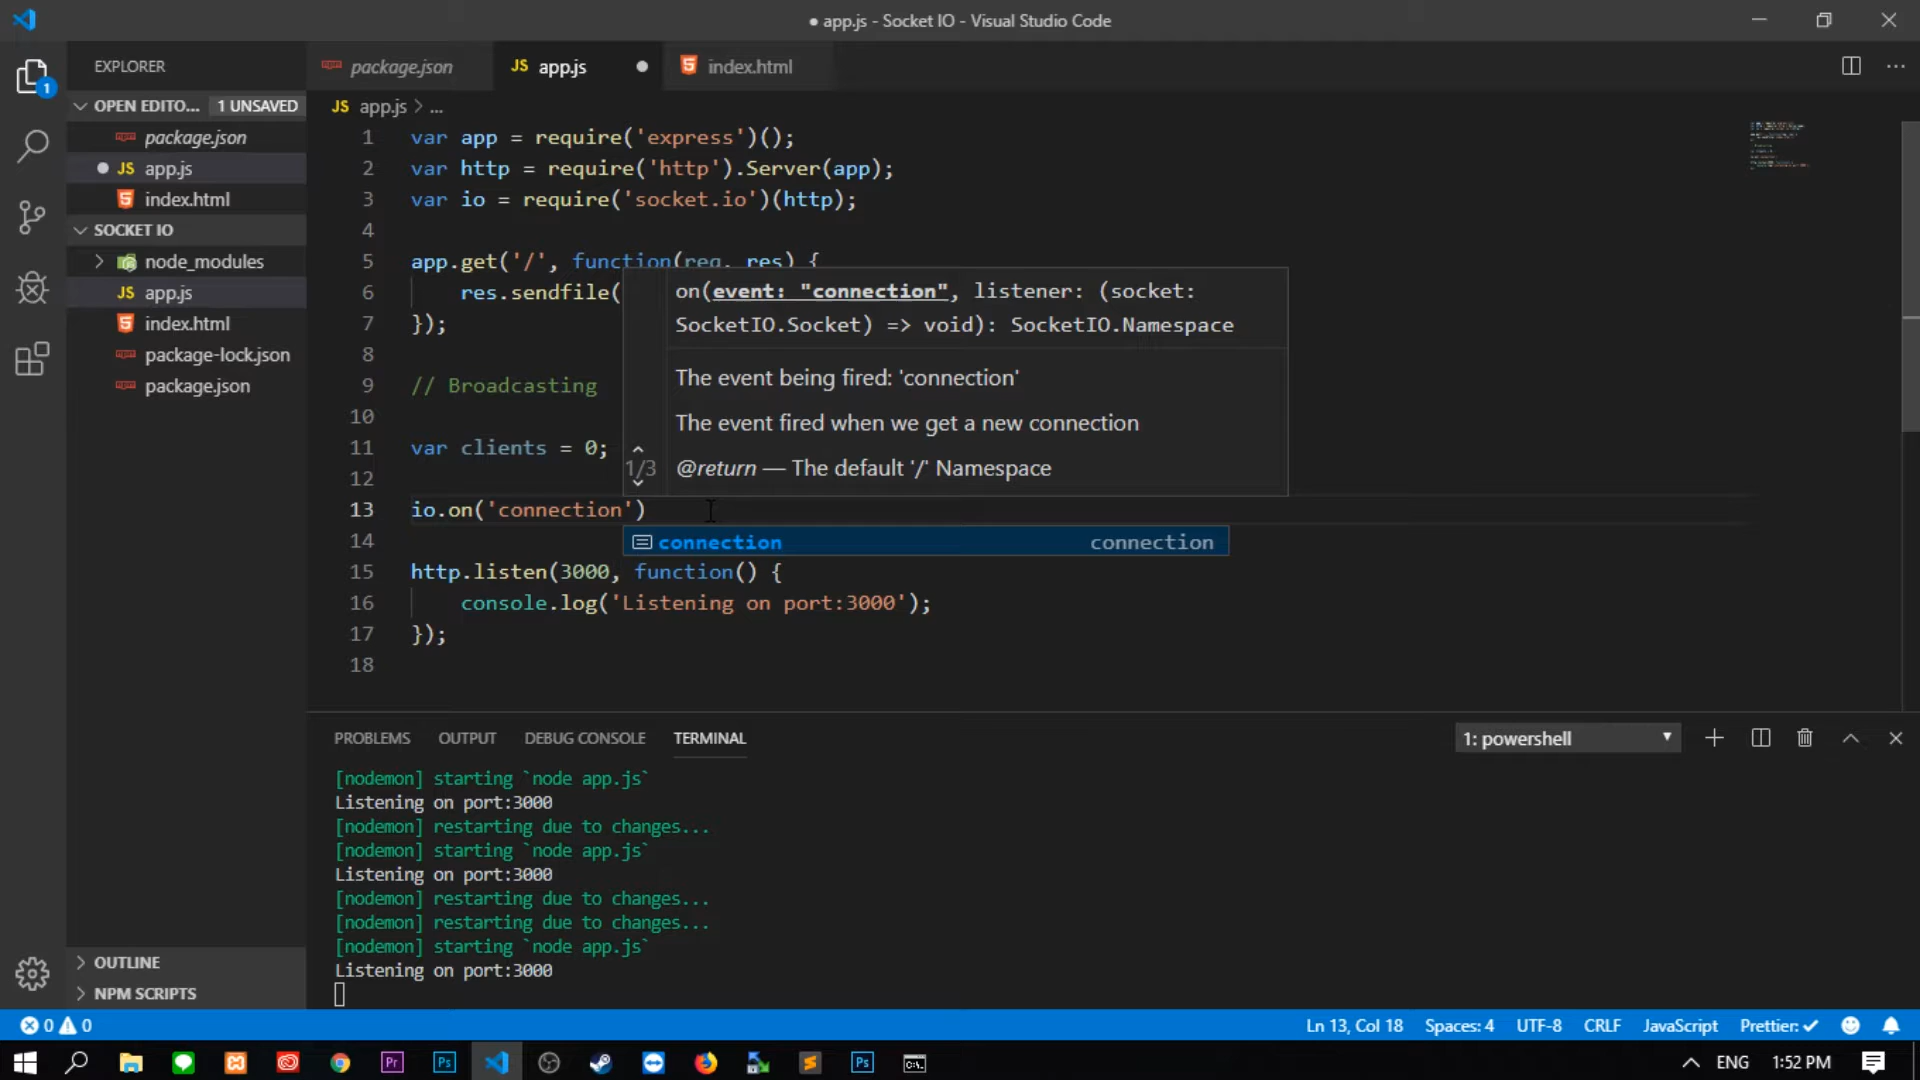 ● app.js - Socket IO - Visual Studio Code
EXPLORER
OPEN EDITO... 1 UNSAVED
package.json
JS app.js
index.html
SOCKET IO
node_modules
JS app.js
index.html
package-lock.json
package.json
OUTLINE
NPM SCRIPTS
1
package.json
JS app.js ●
index.html
JS app.js > ...
1 var app = require('express')();
2 var http = require('http').Server(app);
3 var io = require('socket.io')(http);
4
5 app.get('/', function(req, res) {
6 res.sendfile(
7 });
8
9 // Broadcasting
10
11 var clients = 0;
12
13 io.on('connection')
14
15 http.listen(3000, function() {
16 console.log('Listening on port:3000');
17 });
18
on(event: "connection", listener: (socket:
SocketIO.Socket) => void): SocketIO.Namespace
The event being fired: 'connection'
The event fired when we get a new connection
1/3
@return — The default '/' Namespace
connection connection
PROBLEMS OUTPUT DEBUG CONSOLE TERMINAL
1: powershell
[nodemon] starting `node app.js`
Listening on port:3000
[nodemon] restarting due to changes...
[nodemon] starting `node app.js`
Listening on port:3000
[nodemon] restarting due to changes...
[nodemon] restarting due to changes...
[nodemon] starting `node app.js`
Listening on port:3000
0 0
Ln 13, Col 18 Spaces: 4 UTF-8 CRLF JavaScript Prettier: ✓
Pr Ps S Ps C:\
ENG 1:52 PM